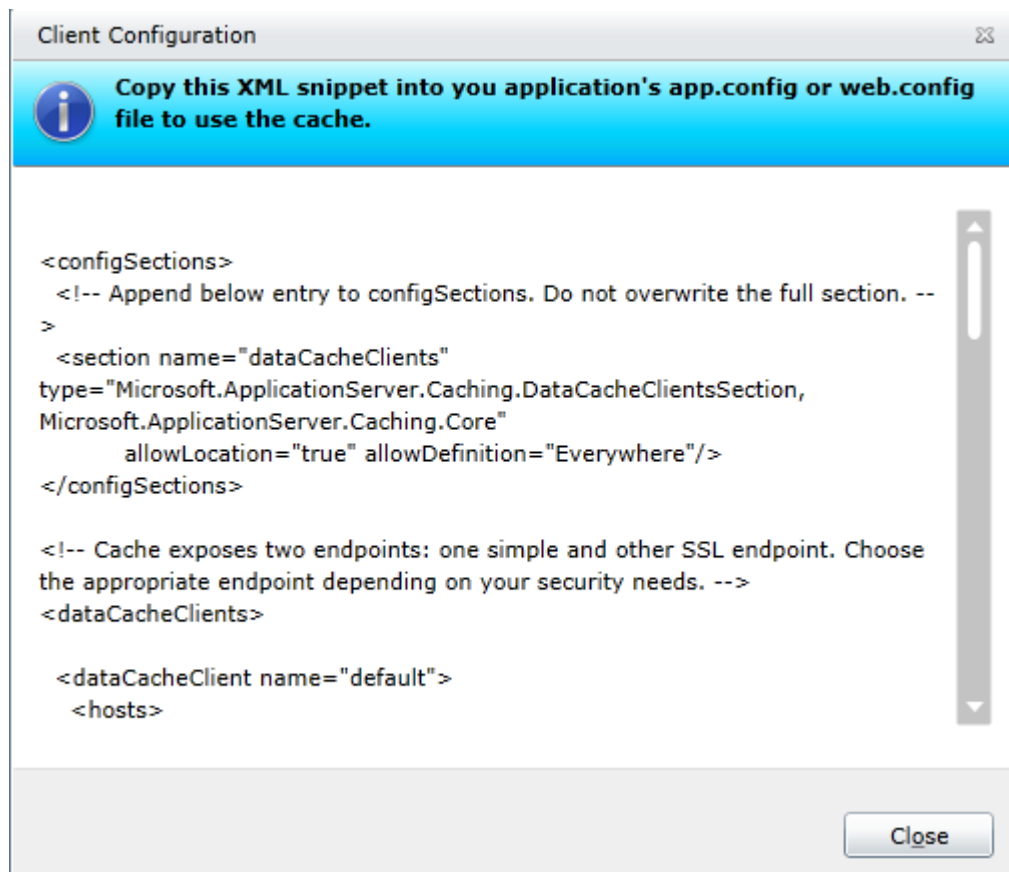 Client Configuration
Copy this XML snippet into you application's app.config or web.config
file to use the cache.
<configSections>
<!-- Append below entry to configSections. Do not overwrite the full section. --
>
<section name="dataCacheClients"
type="Microsoft.ApplicationServer.Caching.DataCacheClientsSection,
Microsoft.ApplicationServer.Caching.Core"
allowLocation="true" allowDefinition="Everywhere"/>
</configSections>
<!-- Cache exposes two endpoints: one simple and other SSL endpoint. Choose
the appropriate endpoint depending on your security needs. -->
<dataCacheClients>
<dataCacheClient name="default">
<hosts>
Close